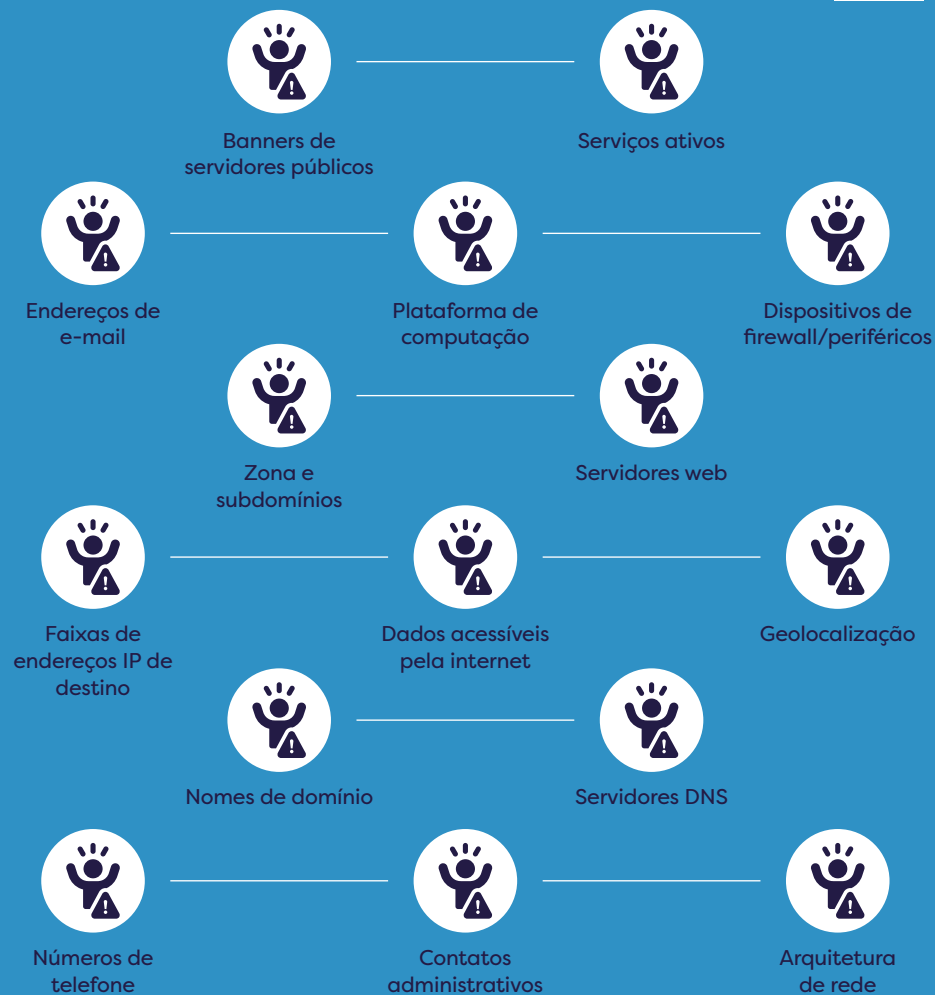 Banners de
servidores públicos
Serviços ativos
Endereços de
e-mail
Plataforma de
computação
Dispositivos de
firewall/periféricos
Zona e
subdomínios
Servidores web
Faixas de
endereços IP de
destino
Dados acessíveis
pela internet
Geolocalização
Nomes de domínio
Servidores DNS
Números de
telefone
Contatos
administrativos
Arquitetura
de rede